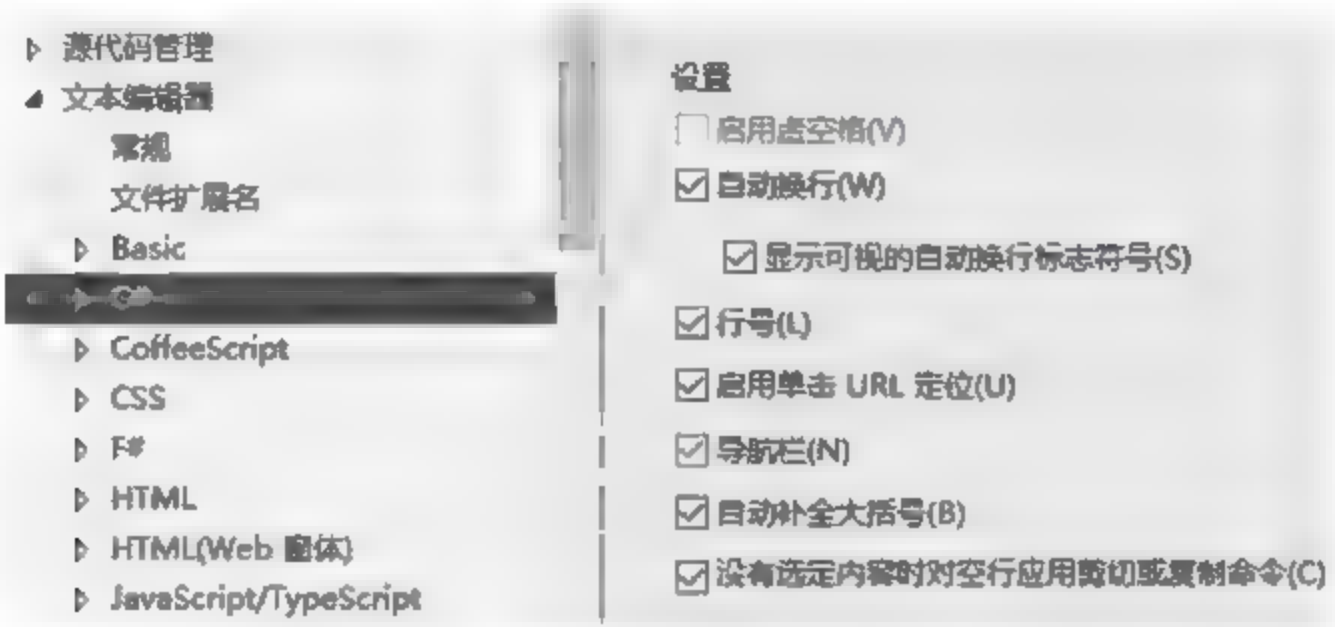 源代码管理
文本编辑器
常规
文件扩展名
Basic
C#
CoffeeScript
CSS
F#
HTML
HTML(Web 窗体)
JavaScript/TypeScript
设置
启用虚空格(V)
自动换行(W)
显示可视的自动换行标志符号(S)
行号(L)
启用单击 URL 定位(U)
导航栏(N)
自动补全大括号(B)
没有选定内容时对空行应用剪切或复制命令(C)